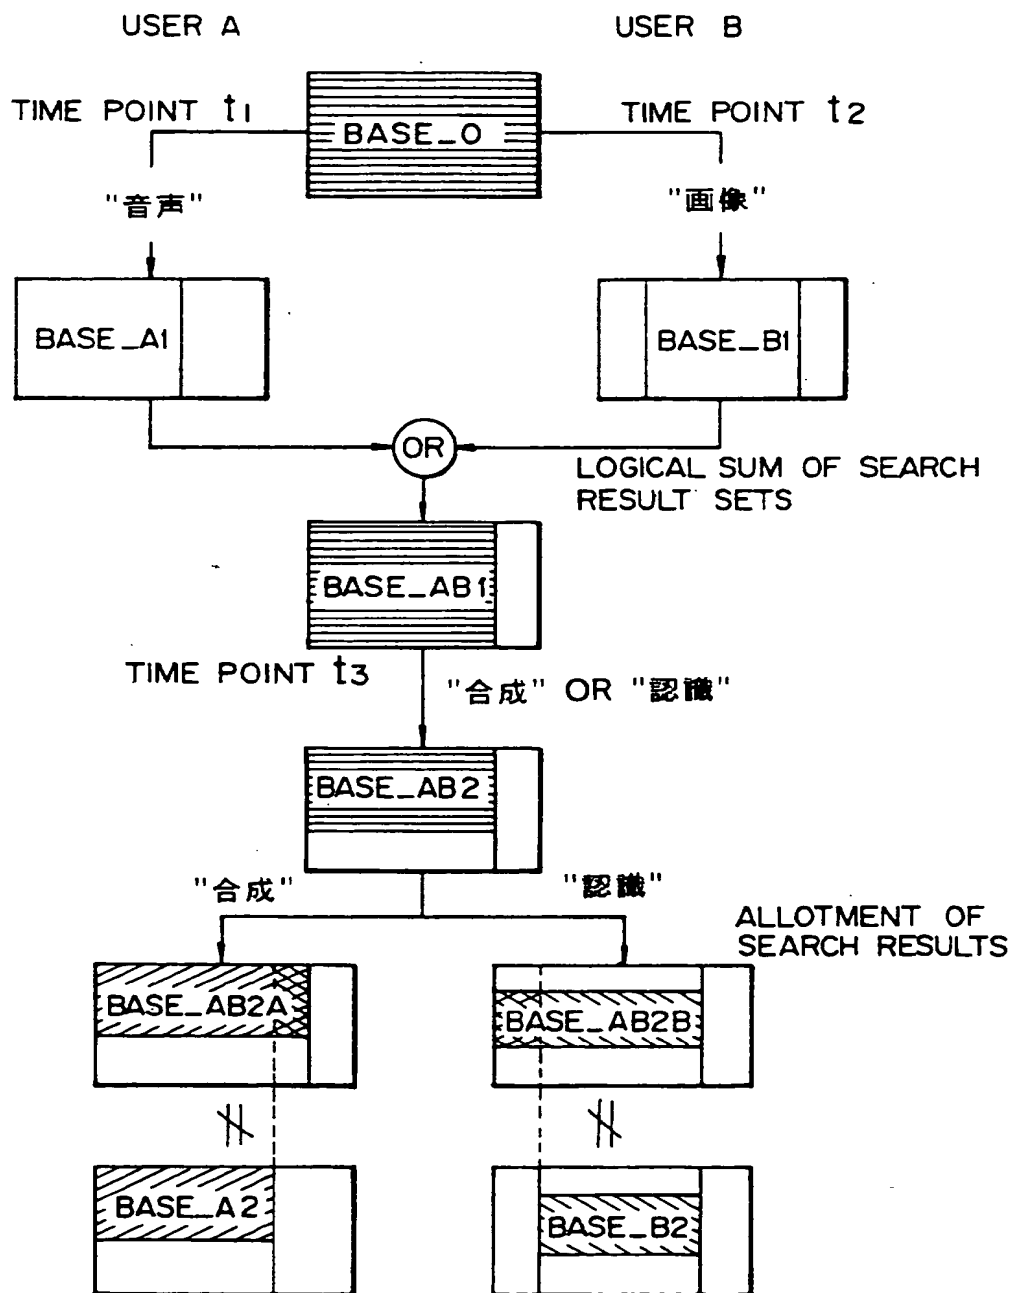 USER A
USER B
TIME POINT t1
BASE_0
TIME POINT t2
"音声"
"画像"
BASE_A1
BASE_B1
OR
LOGICAL SUM OF SEARCH
RESULT SETS
BASE_AB1
TIME POINT t3
"合成" OR "認識"
BASE_AB2
"合成"
"認識"
ALLOTMENT OF
SEARCH RESULTS
BASE_AB2A
BASE_AB2B
BASE_A2
BASE_B2